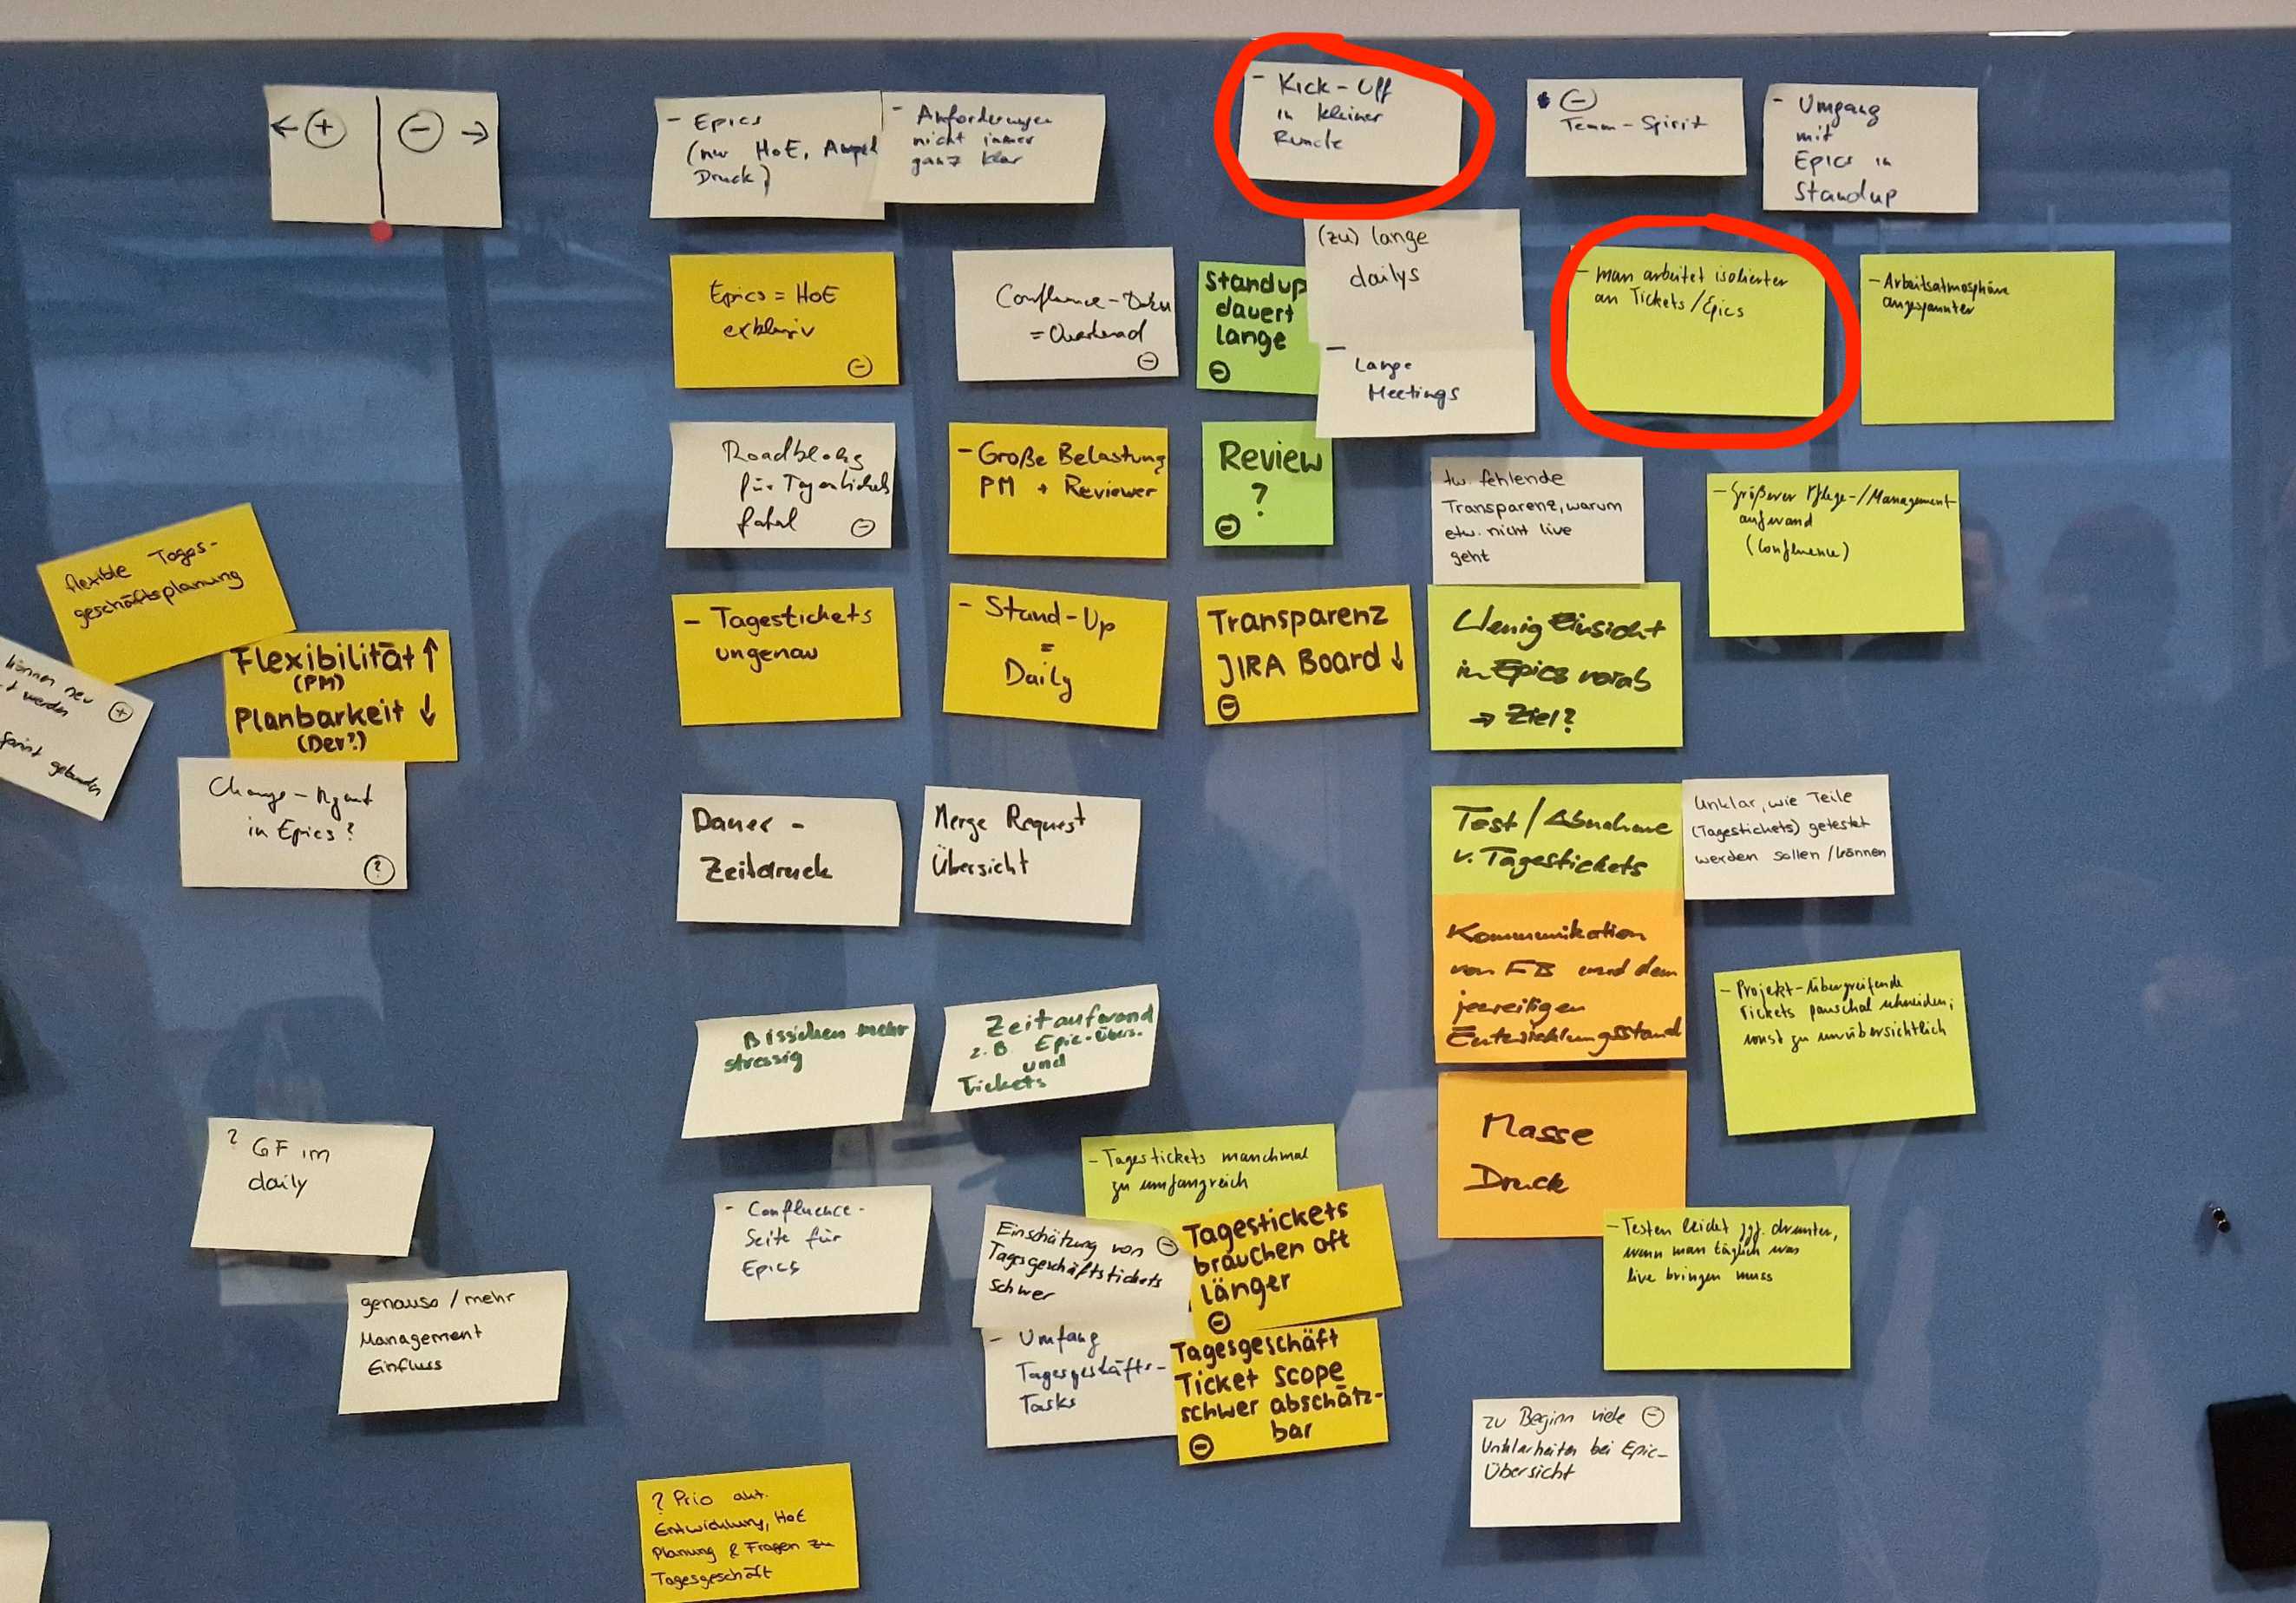 ← + | - →
- Epics
(nur HoE, Ampel
Druck)
- Anforderungen
nicht immer
ganz klar
- Kick-Off
in kleiner
Runde
-
Team-Spirit
- Umgang
mit
Epics in
Standup
Epics = HoE
exklusiv
-
Confluence-Doku
= Overhead
-
Standup
dauert
lange
-
(zu) lange
dailys
- Lange
Meetings
- man arbeitet isolierter
an Tickets/Epics
- Arbeitsatmosphäre
angespannter
Roadblocks
für Tagestickets
fatal
-
- Große Belastung
PM + Reviewer
Review
?
-
tw. fehlende
Transparenz, warum
etw. nicht live
geht
- Größerer Pflege-/Management-
aufwand
(Confluence)
flexible Tages-
geschäftsplanung
Flexibilität ↑
(PM)
Planbarkeit ↓
(Dev?)
können neu +
werden
gebunden
Change-Agent
in Epics?
?
- Tagestickets
ungenau
- Stand-Up
=
Daily
Transparenz
JIRA Board ↓
-
Wenig Einsicht
in Epics vorab
→ Ziel?
Dauer-
Zeitdruck
Merge Request
Übersicht
Test/Abnahme
v. Tagestickets
Unklar, wie Teile
(Tagestickets) getestet
werden sollen/können
Kommunikation
von FB und dem
jeweiligen
Entwicklungsstand
- Projekt-übergreifende
Tickets pauschal schneiden,
sonst zu unübersichtlich
Bisschen mehr
stressig
Zeitaufwand
z.B. Epic-Übers.
und
Tickets
Masse
Druck
? GF im
daily
genauso/mehr
Management
Einfluss
- Confluence-
Seite für
Epics
- Tagestickets manchmal
zu umfangreich
Einschätzung von -
Tagesgeschäftstickets
schwer
Tagestickets
brauchen oft
länger
-
- Umfang
Tagesgeschäfts-
Tasks
Tagesgeschäft
Ticket Scope
schwer abschätz-
bar
-
- Testen leidet ggf. drunter,
wenn man täglich was
live bringen muss
zu Beginn viele -
Unklarheiten bei Epic-
Übersicht
? Prio akt.
Entwicklung, HoE
Planung & Fragen zu
Tagesgeschäft